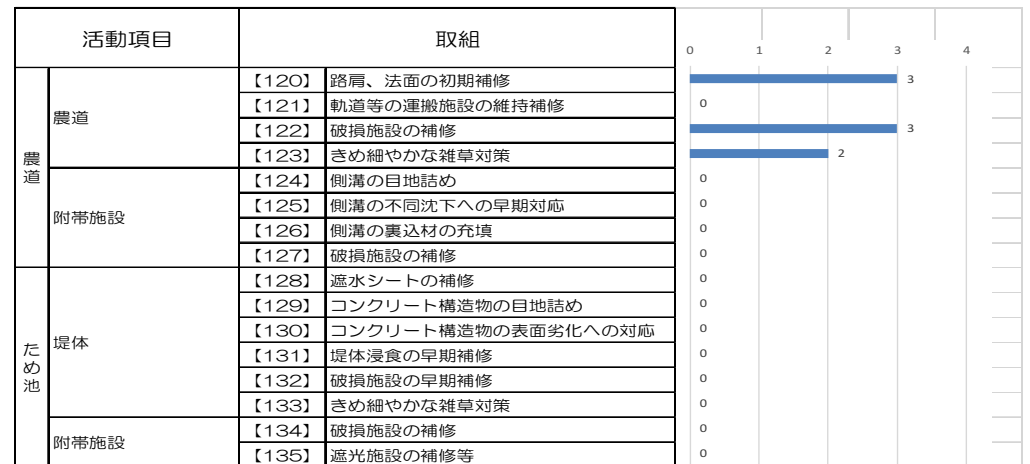 活動項目 取組
0 1 2 3 4
農道
農道
【120】 路肩、法面の初期補修 3
【121】 軌道等の運搬施設の維持補修 0
【122】 破損施設の補修 3
【123】 きめ細やかな雑草対策 2
附帯施設
【124】 側溝の目地詰め 0
【125】 側溝の不同沈下への早期対応 0
【126】 側溝の裏込材の充填 0
【127】 破損施設の補修 0
ため池
堤体
【128】 遮水シートの補修 0
【129】 コンクリート構造物の目地詰め 0
【130】 コンクリート構造物の表面劣化への対応 0
【131】 堤体浸食の早期補修 0
【132】 破損施設の早期補修 0
【133】 きめ細やかな雑草対策 0
附帯施設
【134】 破損施設の補修 0
【135】 遮光施設の補修等 0